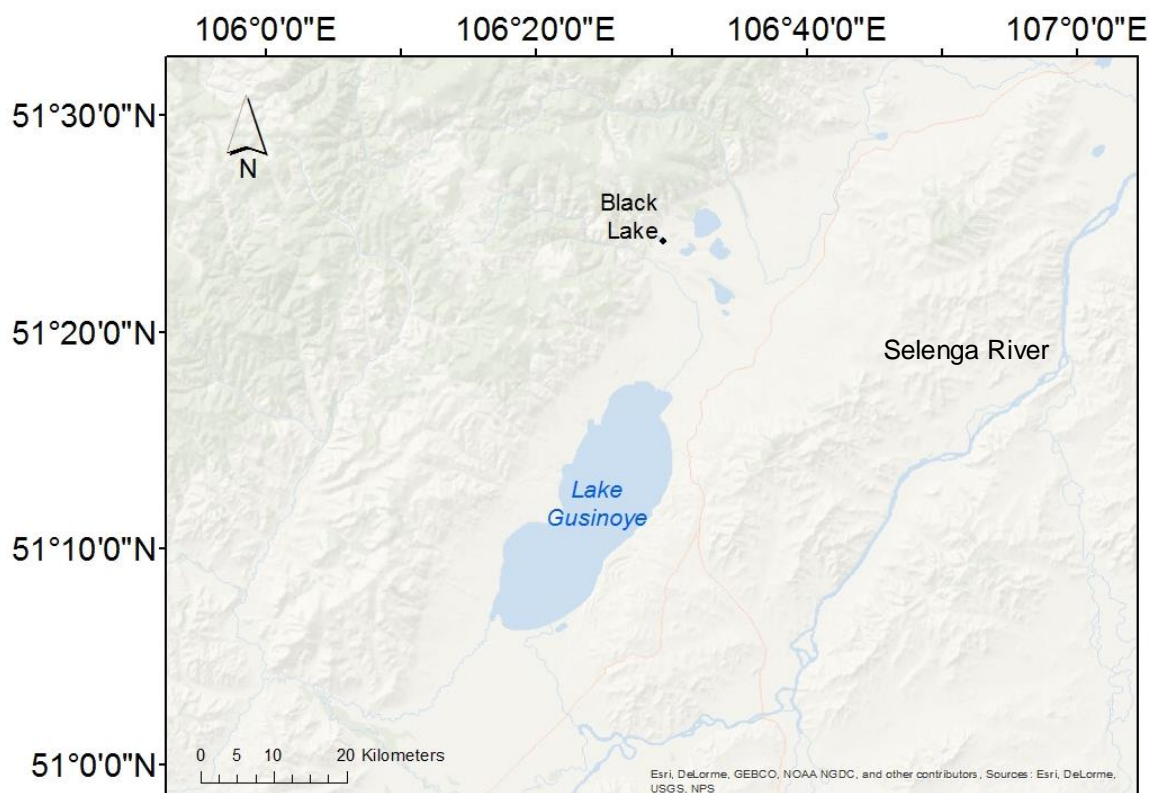 106°0'0"E 106°20'0"E 106°40'0"E 107°0'0"E
51°30'0"N
N
Black
Lake
51°20'0"N
Selenga River
Lake
Gusinoye
51°10'0"N
0 5 10 20 Kilometers
51°0'0"N
Esri, DeLorme, GEBCO, NOAA NGDC, and other contributors, Sources: Esri, DeLorme,
USGS, NPS